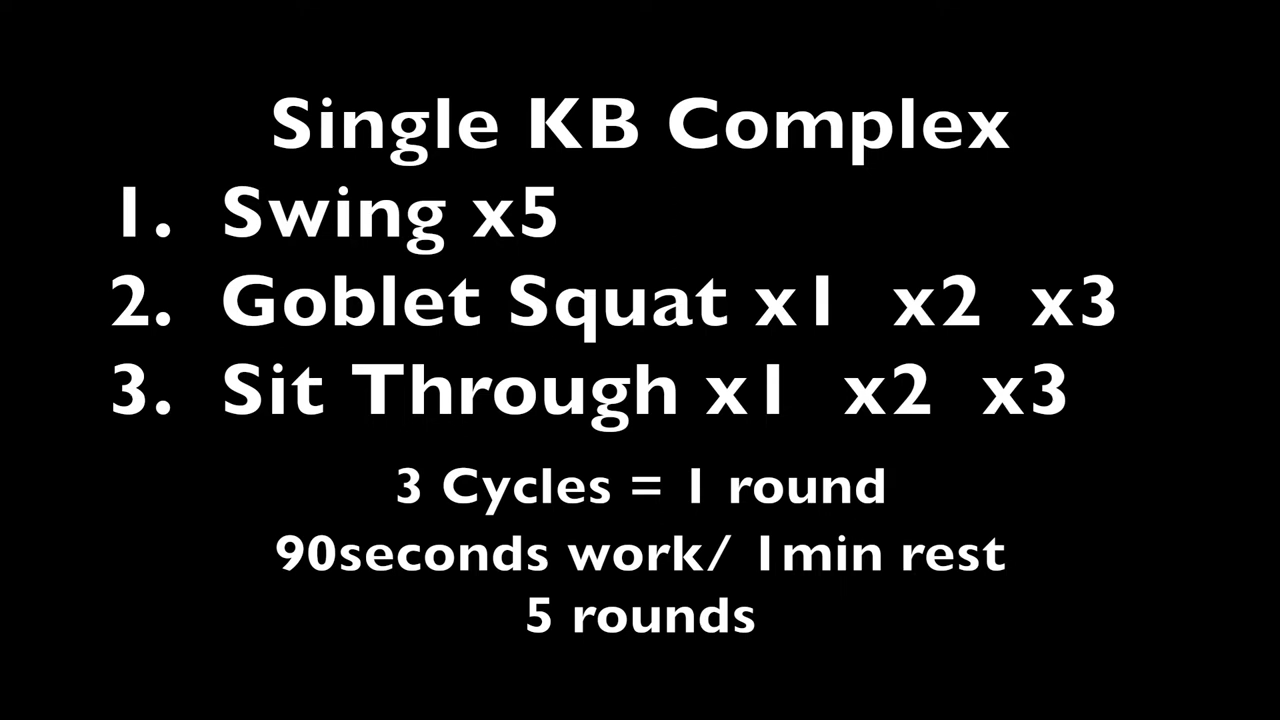 Single KB Complex
1. Swing x5
2. Goblet Squat x1 x2 x3
3. Sit Through x1 x2 x3
3 Cycles = 1 round
90seconds work/ 1min rest
5 rounds